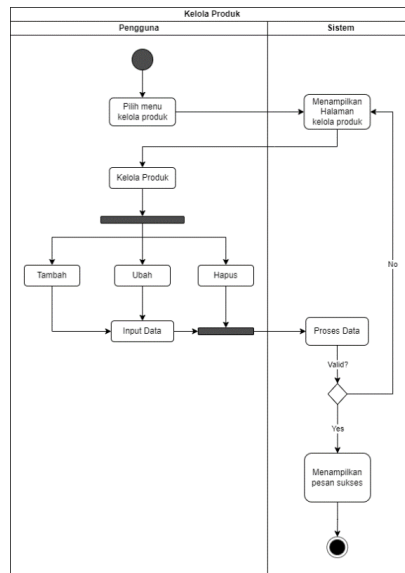 Kelola Produk
Pengguna
Sistem
Pilih menu
kelola produk
Menampilkan
Halaman
kelola produk
Kelola Produk
Tambah
Ubah
Hapus
No
Input Data
Proses Data
Valid?
Yes
Menampilkan
pesan sukses